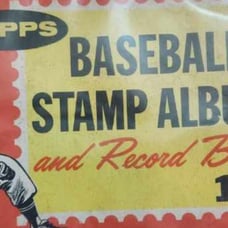 PPS
BASEBALL
STAMP ALBU
and Record B
1